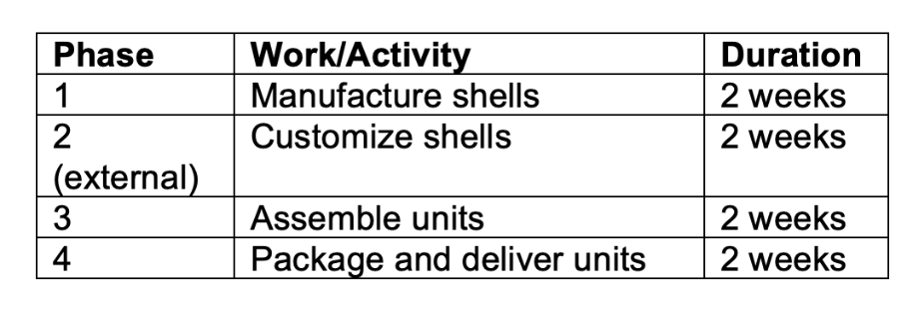 Phase Work/Activity Duration
1 Manufacture shells 2 weeks
2 Customize shells 2 weeks
(external)
3 Assemble units 2 weeks
4 Package and deliver units 2 weeks